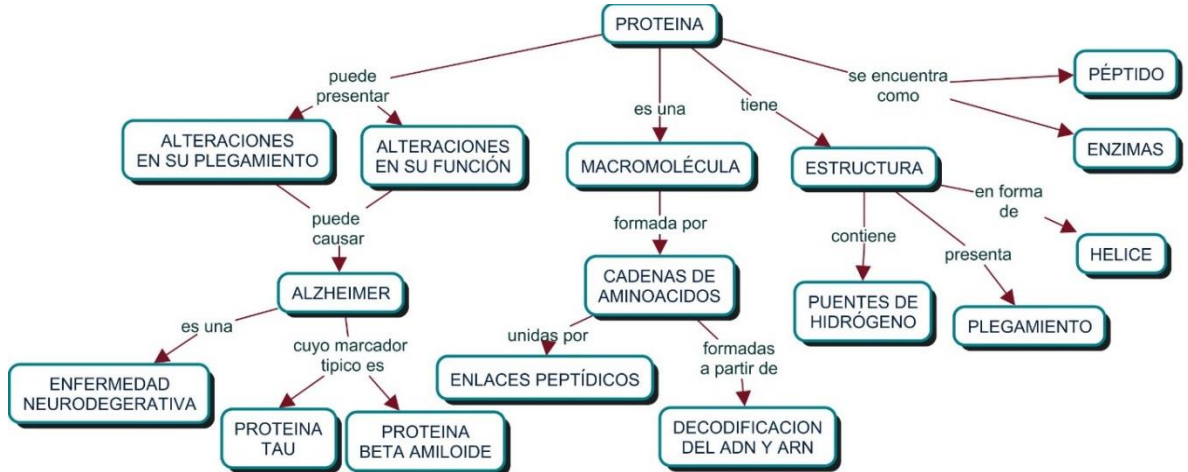 PROTEINA
puede
presentar
es una
tiene
se encuentra
como
PÉPTIDO
ENZIMAS
ALTERACIONES
EN SU PLEGAMIENTO
ALTERACIONES
EN SU FUNCIÓN
MACROMOLÉCULA
ESTRUCTURA
puede
causar
formada por
contiene
presenta
en forma
de
HELICE
ALZHEIMER
CADENAS DE
AMINOACIDOS
PUENTES DE
HIDRÓGENO
PLEGAMIENTO
es una
cuyo marcador
tipico es
unidas por
formadas
a partir de
ENFERMEDAD
NEURODEGERATIVA
PROTEINA
TAU
PROTEINA
BETA AMILOIDE
ENLACES PEPTÍDICOS
DECODIFICACION
DEL ADN Y ARN